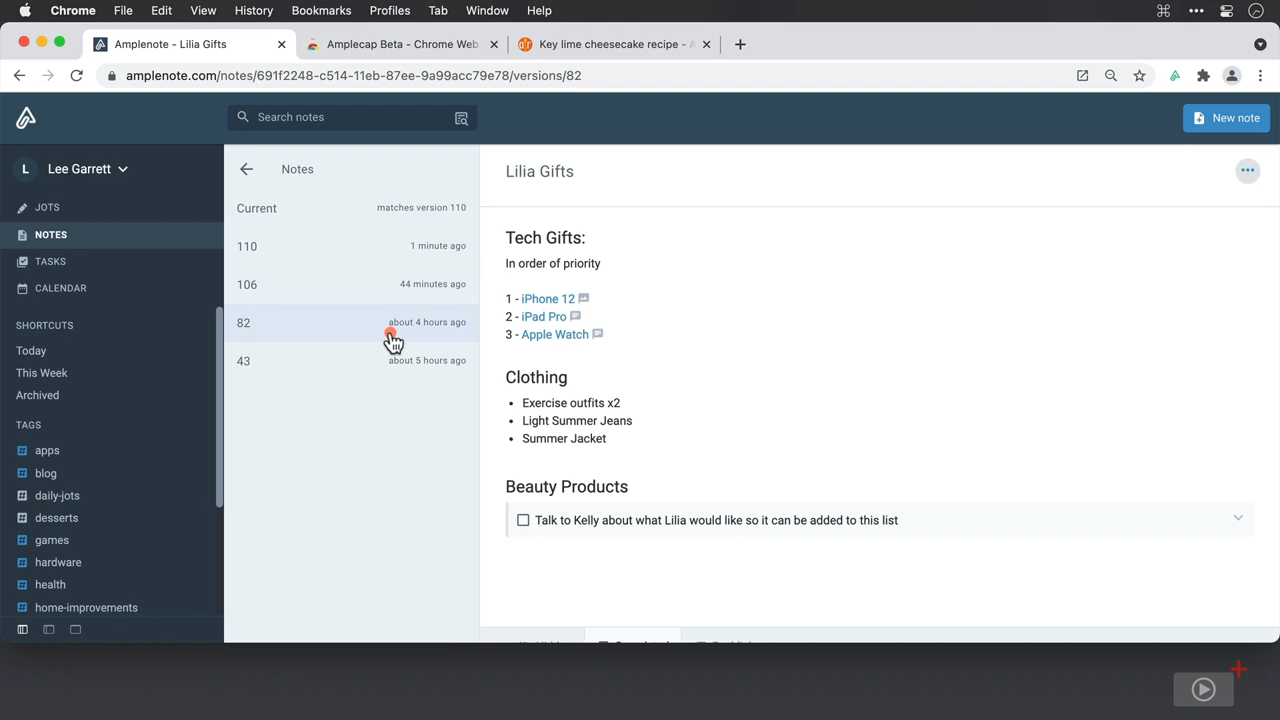 Chrome File Edit View History Bookmarks Profiles Tab Window Help
Amplenote - Lilia Gifts
Amplecap Beta - Chrome Web
Key lime cheesecake recipe -
amplenote.com/notes/691f2248-c514-11eb-87ee-9a99acc79e78/versions/82
Search notes
New note
L Lee Garrett
JOTS
NOTES
TASKS
CALENDAR
SHORTCUTS
Today
This Week
Archived
TAGS
apps
blog
daily-jots
desserts
games
hardware
health
home-improvements
Notes
Current matches version 110
110 1 minute ago
106 44 minutes ago
82 about 4 hours ago
43 about 5 hours ago
Lilia Gifts
Tech Gifts:
In order of priority
1 - iPhone 12
2 - iPad Pro
3 - Apple Watch
Clothing
• Exercise outfits x2
• Light Summer Jeans
• Summer Jacket
Beauty Products
Talk to Kelly about what Lilia would like so it can be added to this list